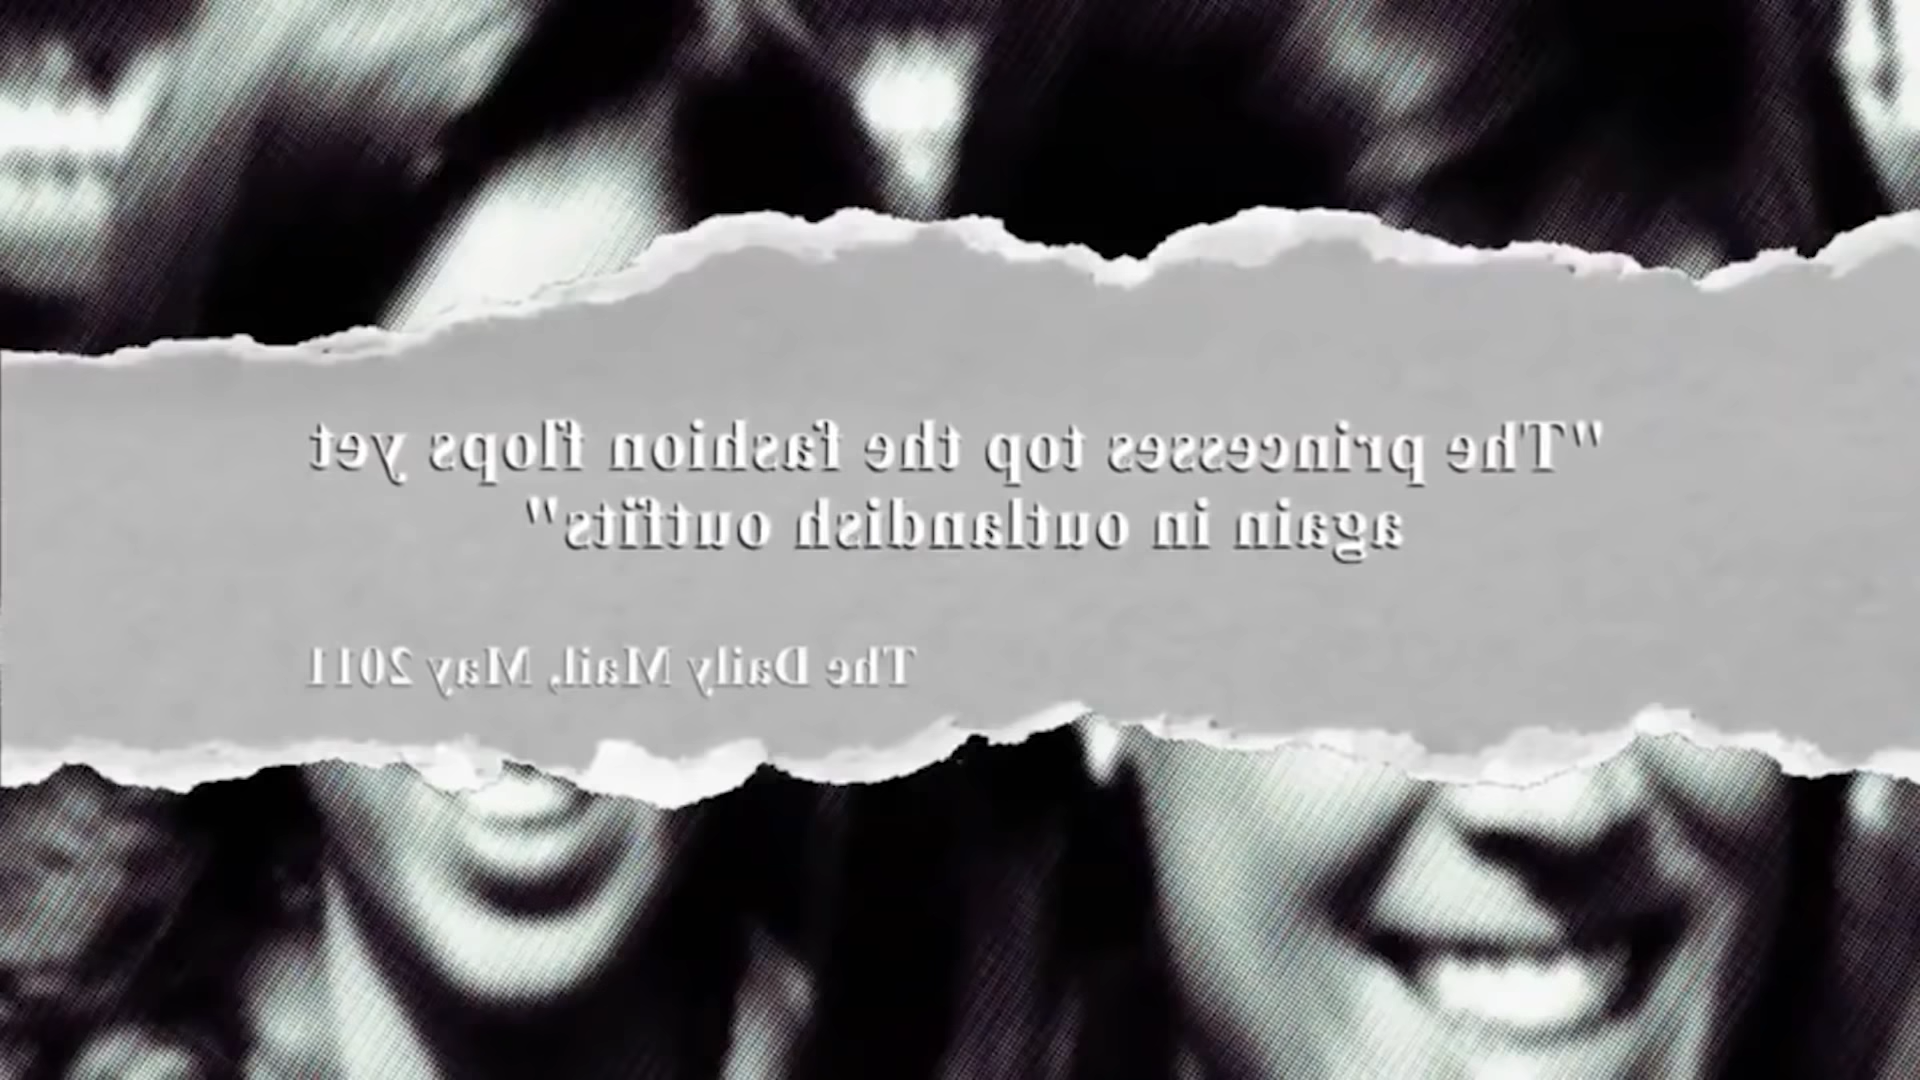 "The princesses top the fashion flops yet
again in outlandish outfits"
The Daily Mail, May 2011